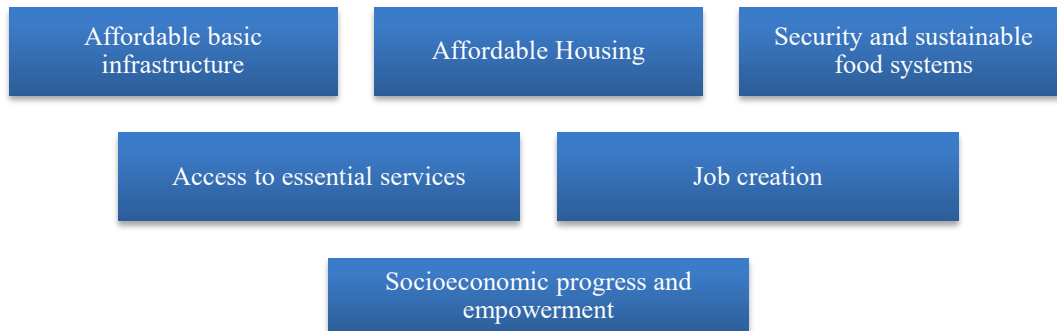 Affordable basic
infrastructure
Affordable Housing
Security and sustainable
food systems
Access to essential services
Job creation
Socioeconomic progress and
empowerment